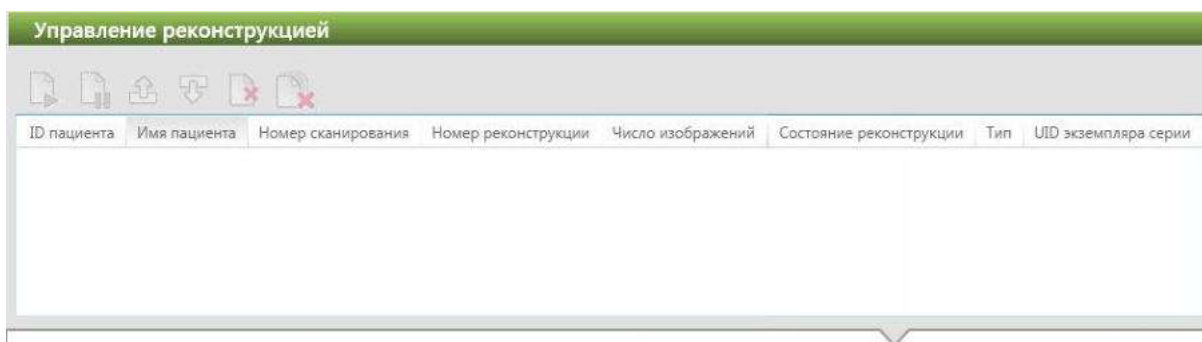 Управление реконструкцией
ID пациента Имя пациента Номер сканирования Номер реконструкции Число изображений Состояние реконструкции Тип UID экземпляра серии